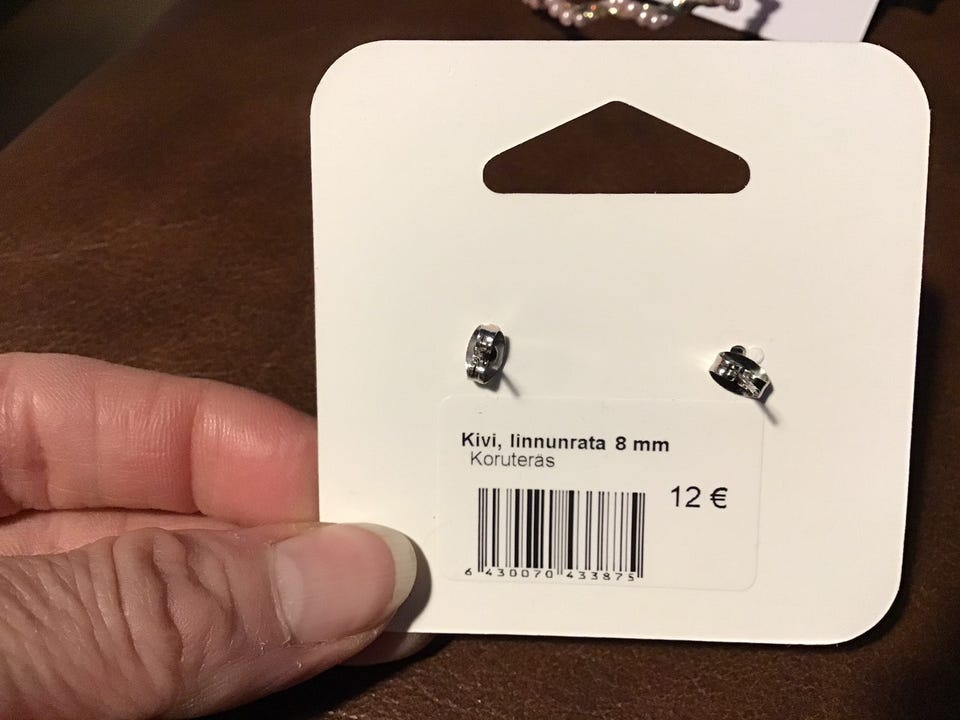 Kivi, linnunrata 8 mm
Koruteräs
12 €
6 430070 433875